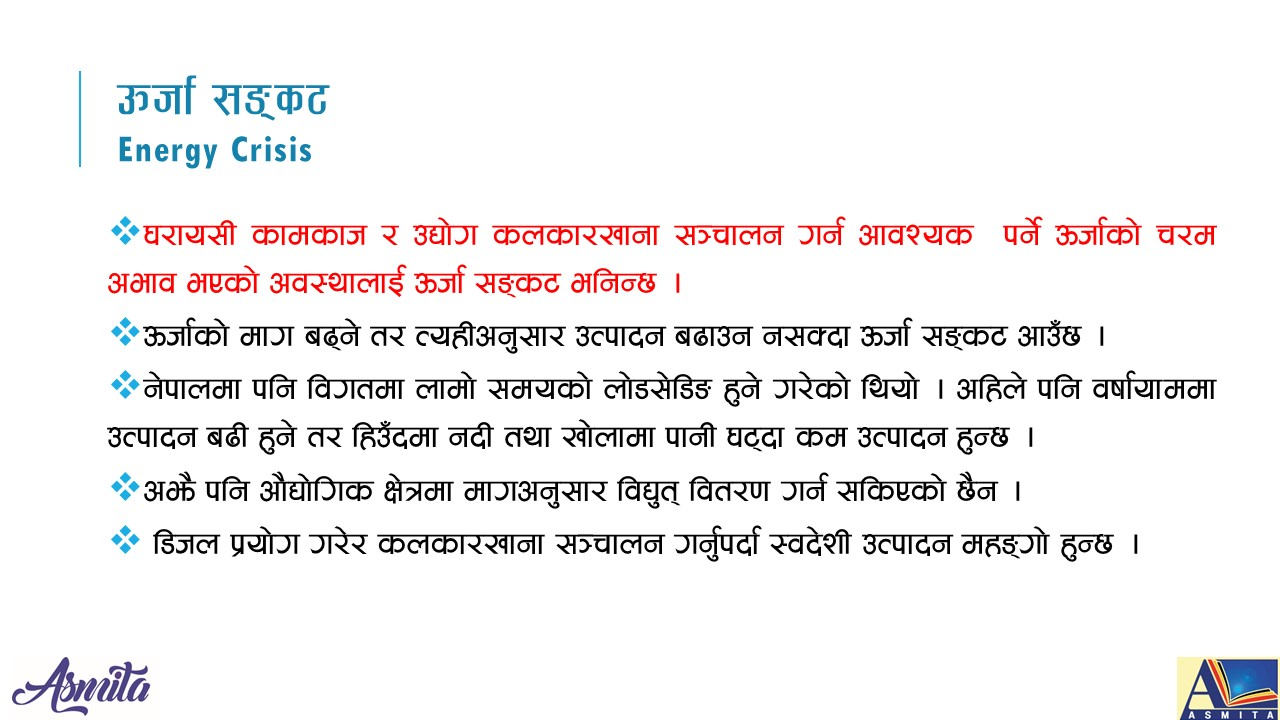 ऊर्जा सङ्कट
Energy Crisis
❖घरायसी कामकाज र उद्योग कलकारखाना सञ्चालन गर्न आवश्यक पर्ने ऊर्जाको चरम
अभाव भएको अवस्थालाई ऊर्जा सङ्कट भनिन्छ ।
❖ऊर्जाको माग बढ्ने तर त्यहीअनुसार उत्पादन बढाउन नसक्दा ऊर्जा सङ्कट आउँछ ।
❖नेपालमा पनि विगतमा लामो समयको लोडसेडिङ हुने गरेको थियो । अहिले पनि वर्षायाममा
उत्पादन बढी हुने तर हिउँदमा नदी तथा खोलामा पानी घट्दा कम उत्पादन हुन्छ ।
❖अझै पनि औद्योगिक क्षेत्रमा मागअनुसार विद्युत् वितरण गर्न सकिएको छैन ।
❖ डिजल प्रयोग गरेर कलकारखाना सञ्चालन गर्नुपर्दा स्वदेशी उत्पादन महङ्गो हुन्छ ।
Asmita
ASMITA